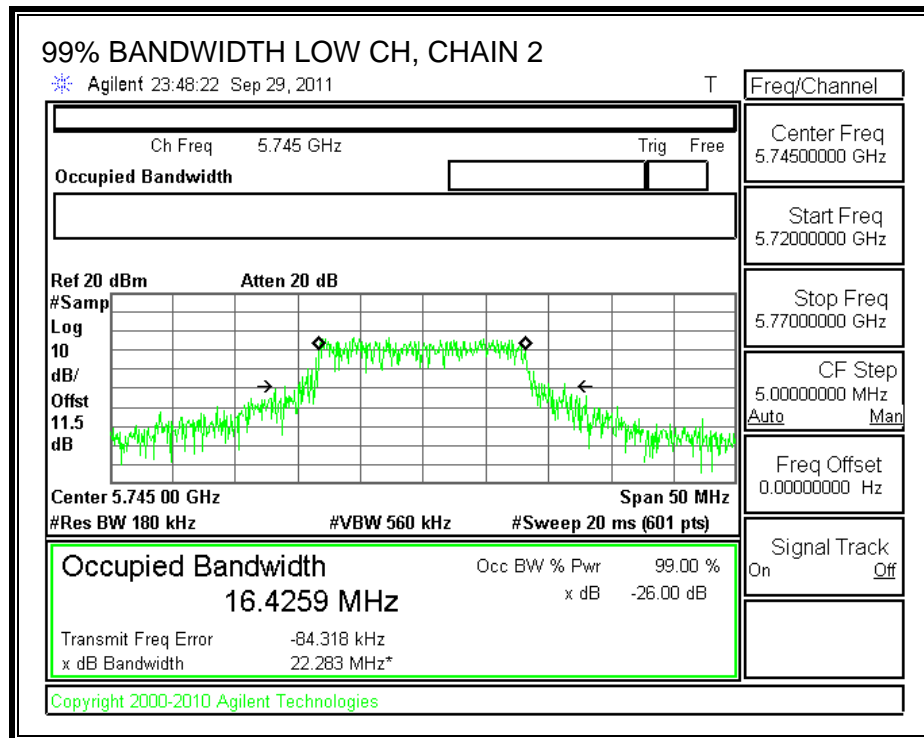 99% BANDWIDTH LOW CH, CHAIN 2
Agilent 23:48:22 Sep 29, 2011 T
Freq/Channel
Ch Freq 5.745 GHz Trig Free
Occupied Bandwidth
Center Freq
5.74500000 GHz
Start Freq
5.72000000 GHz
Stop Freq
5.77000000 GHz
CF Step
5.00000000 MHz
Auto Man
Freq Offset
0.00000000 Hz
Signal Track
On Off
Ref 20 dBm Atten 20 dB
#Samp
Log
10
dB/
Offst
11.5
dB
Center 5.745 00 GHz Span 50 MHz
#Res BW 180 kHz #VBW 560 kHz #Sweep 20 ms (601 pts)
Occupied Bandwidth Occ BW % Pwr 99.00 %
16.4259 MHz x dB -26.00 dB
Transmit Freq Error -84.318 kHz
x dB Bandwidth 22.283 MHz*
Copyright 2000-2010 Agilent Technologies